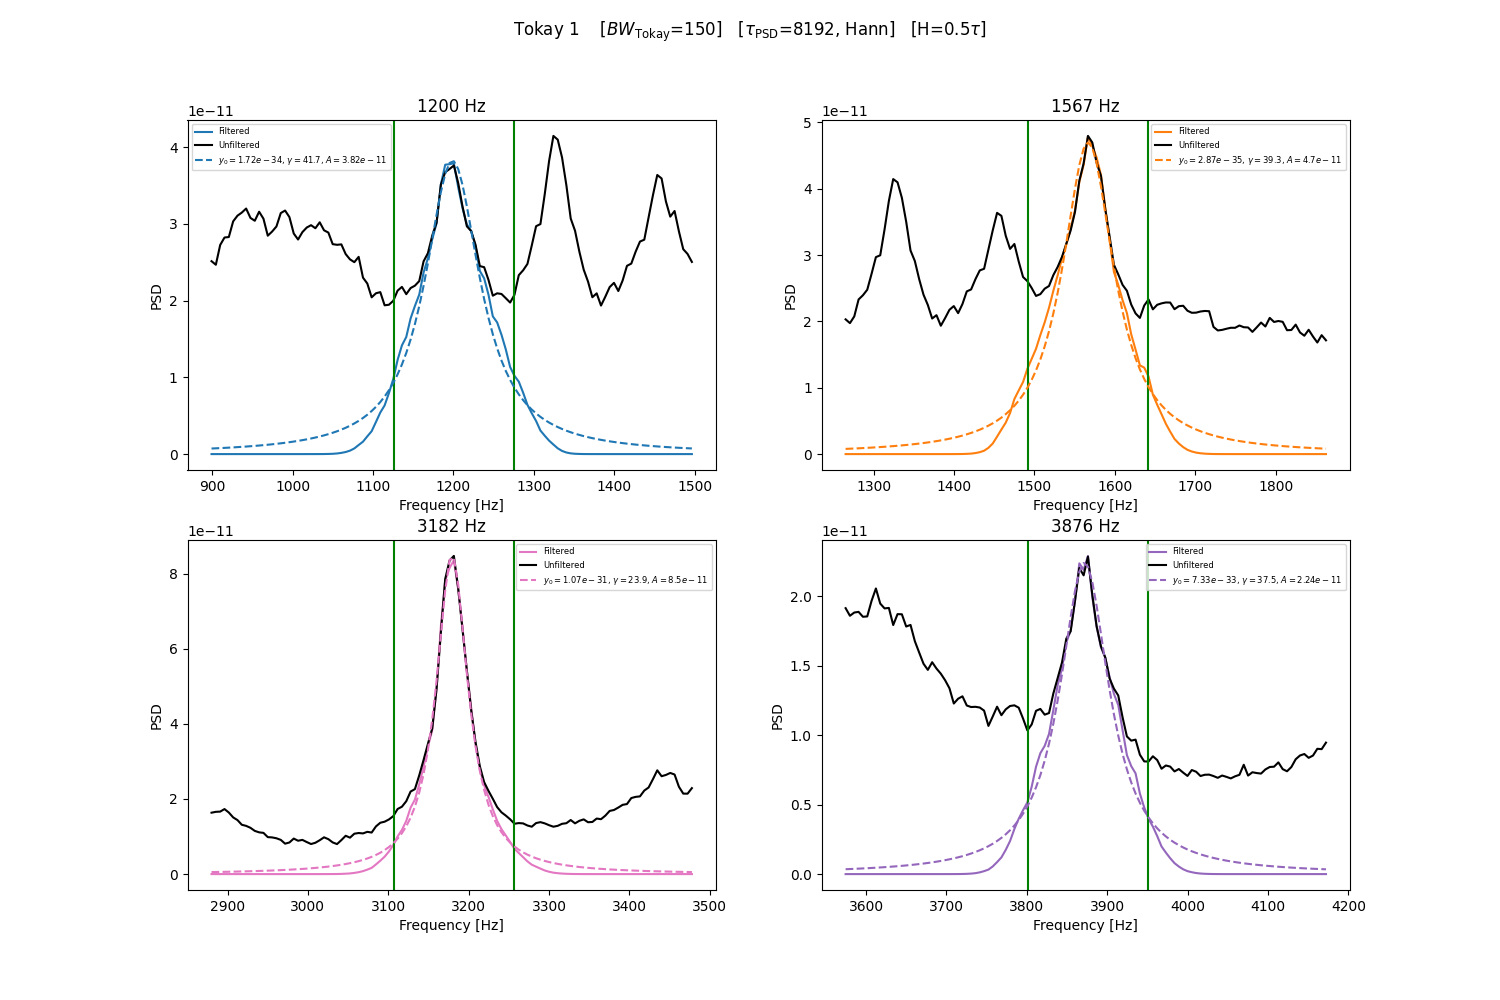 Tokay 1 [BW_Tokay=150] [τ_PSD=8192, Hann] [H=0.5τ]
1200 Hz
1e−11
Filtered
Unfiltered
y₀ = 1.72e − 34, γ = 41.7, A = 3.82e − 11
PSD
4
3
2
1
0
900 1000 1100 1200 1300 1400 1500
Frequency [Hz]
1567 Hz
1e−11
Filtered
Unfiltered
y₀ = 2.87e − 35, γ = 39.3, A = 4.7e − 11
PSD
5
4
3
2
1
0
1300 1400 1500 1600 1700 1800
Frequency [Hz]
3182 Hz
1e−11
Filtered
Unfiltered
y₀ = 1.07e − 31, γ = 23.9, A = 8.5e − 11
PSD
8
6
4
2
0
2900 3000 3100 3200 3300 3400 3500
Frequency [Hz]
3876 Hz
1e−11
Filtered
Unfiltered
y₀ = 7.33e − 33, γ = 37.5, A = 2.24e − 11
PSD
2.0
1.5
1.0
0.5
0.0
3600 3700 3800 3900 4000 4100 4200
Frequency [Hz]